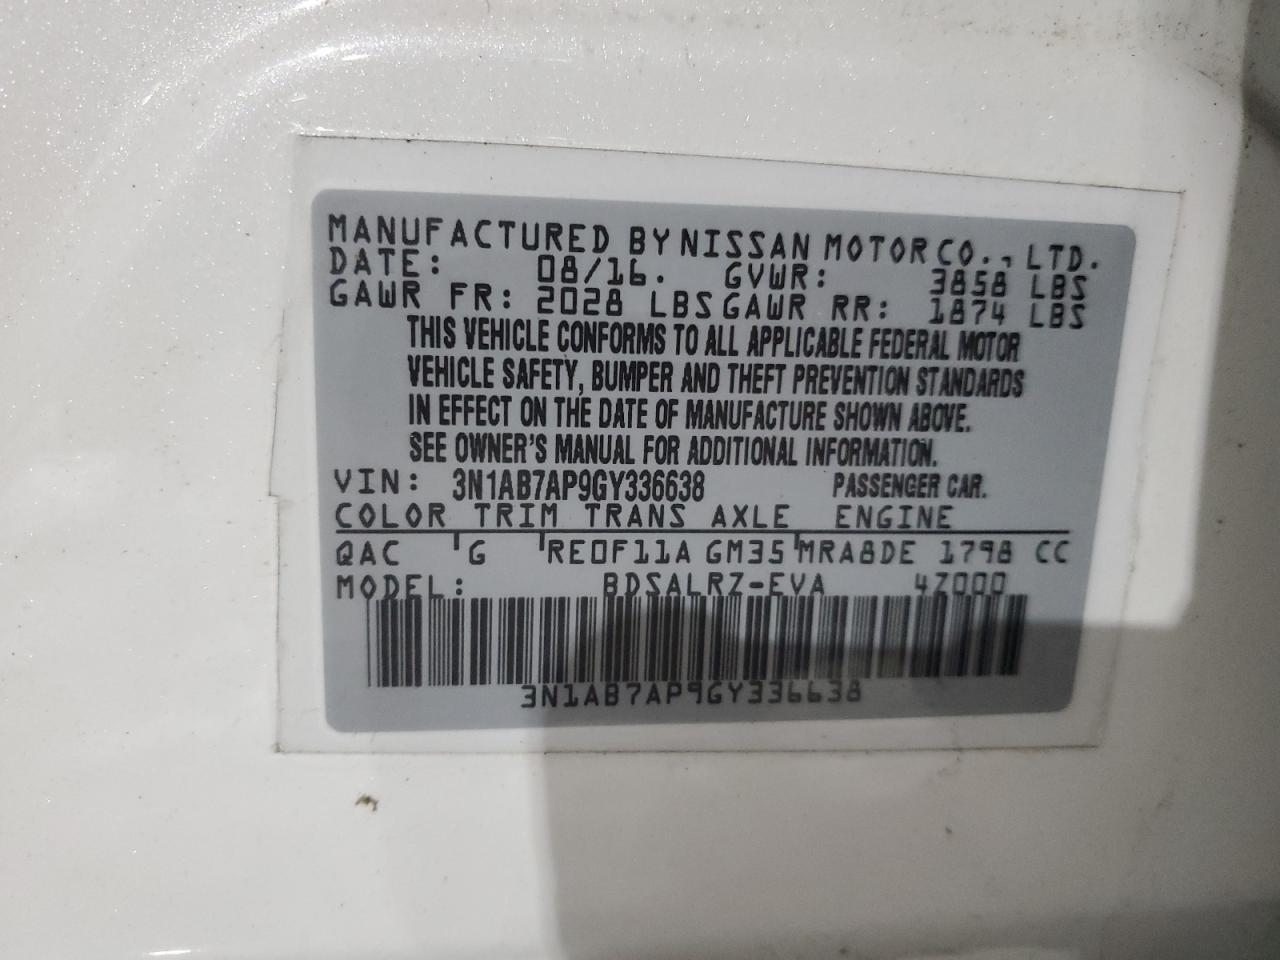 MANUFACTURED BY NISSAN MOTOR CO., LTD.
DATE: 08/16. GVWR: 3858 LBS
GAWR FR: 2028 LBS GAWR RR: 1874 LBS
THIS VEHICLE CONFORMS TO ALL APPLICABLE FEDERAL MOTOR
VEHICLE SAFETY, BUMPER AND THEFT PREVENTION STANDARDS
IN EFFECT ON THE DATE OF MANUFACTURE SHOWN ABOVE.
SEE OWNER'S MANUAL FOR ADDITIONAL INFORMATION.
VIN: 3N1AB7AP9GY336638 PASSENGER CAR.
COLOR TRIM TRANS AXLE ENGINE
QAC G RE0F11A GM35 MRA8DE 1798 CC
MODEL: BDSALRZ-EVA 4Z000
3N1AB7AP9GY336638